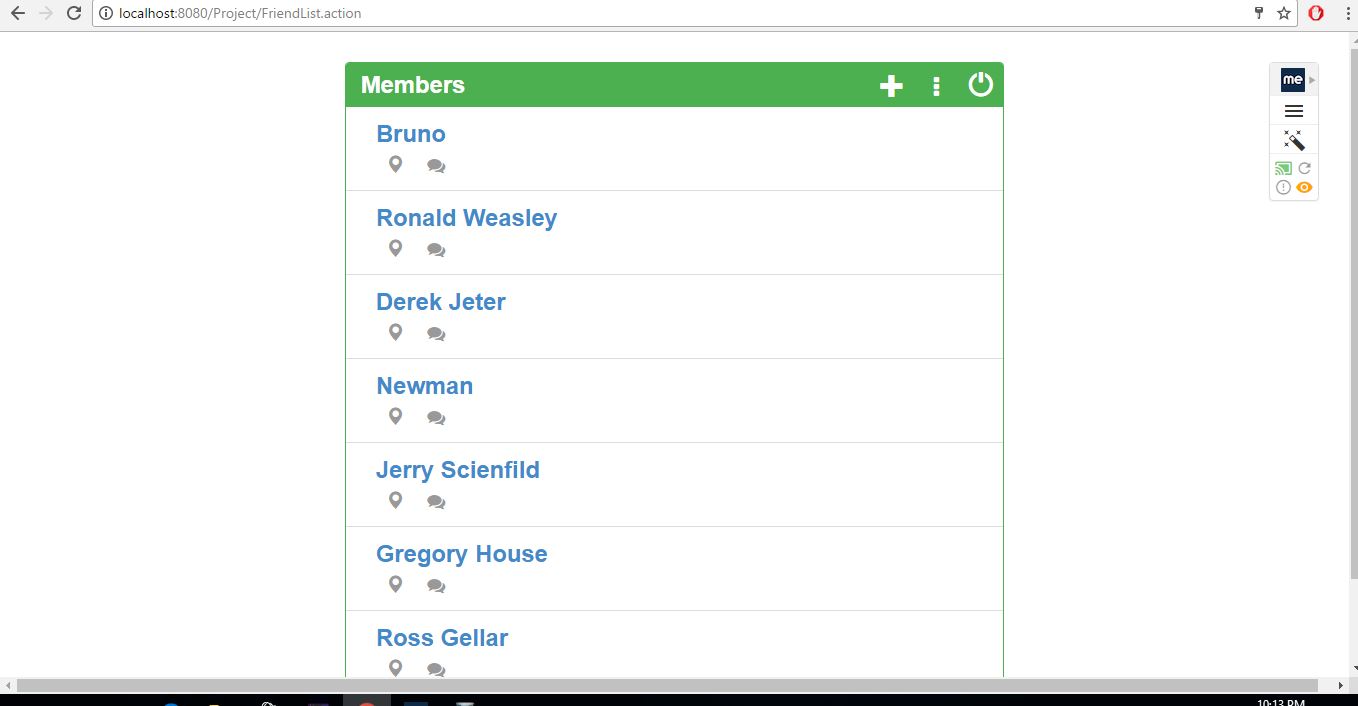 localhost:8080/Project/FriendList.action
Members
me
Bruno
Ronald Weasley
Derek Jeter
Newman
Jerry Scienfild
Gregory House
Ross Gellar
10:13 PM